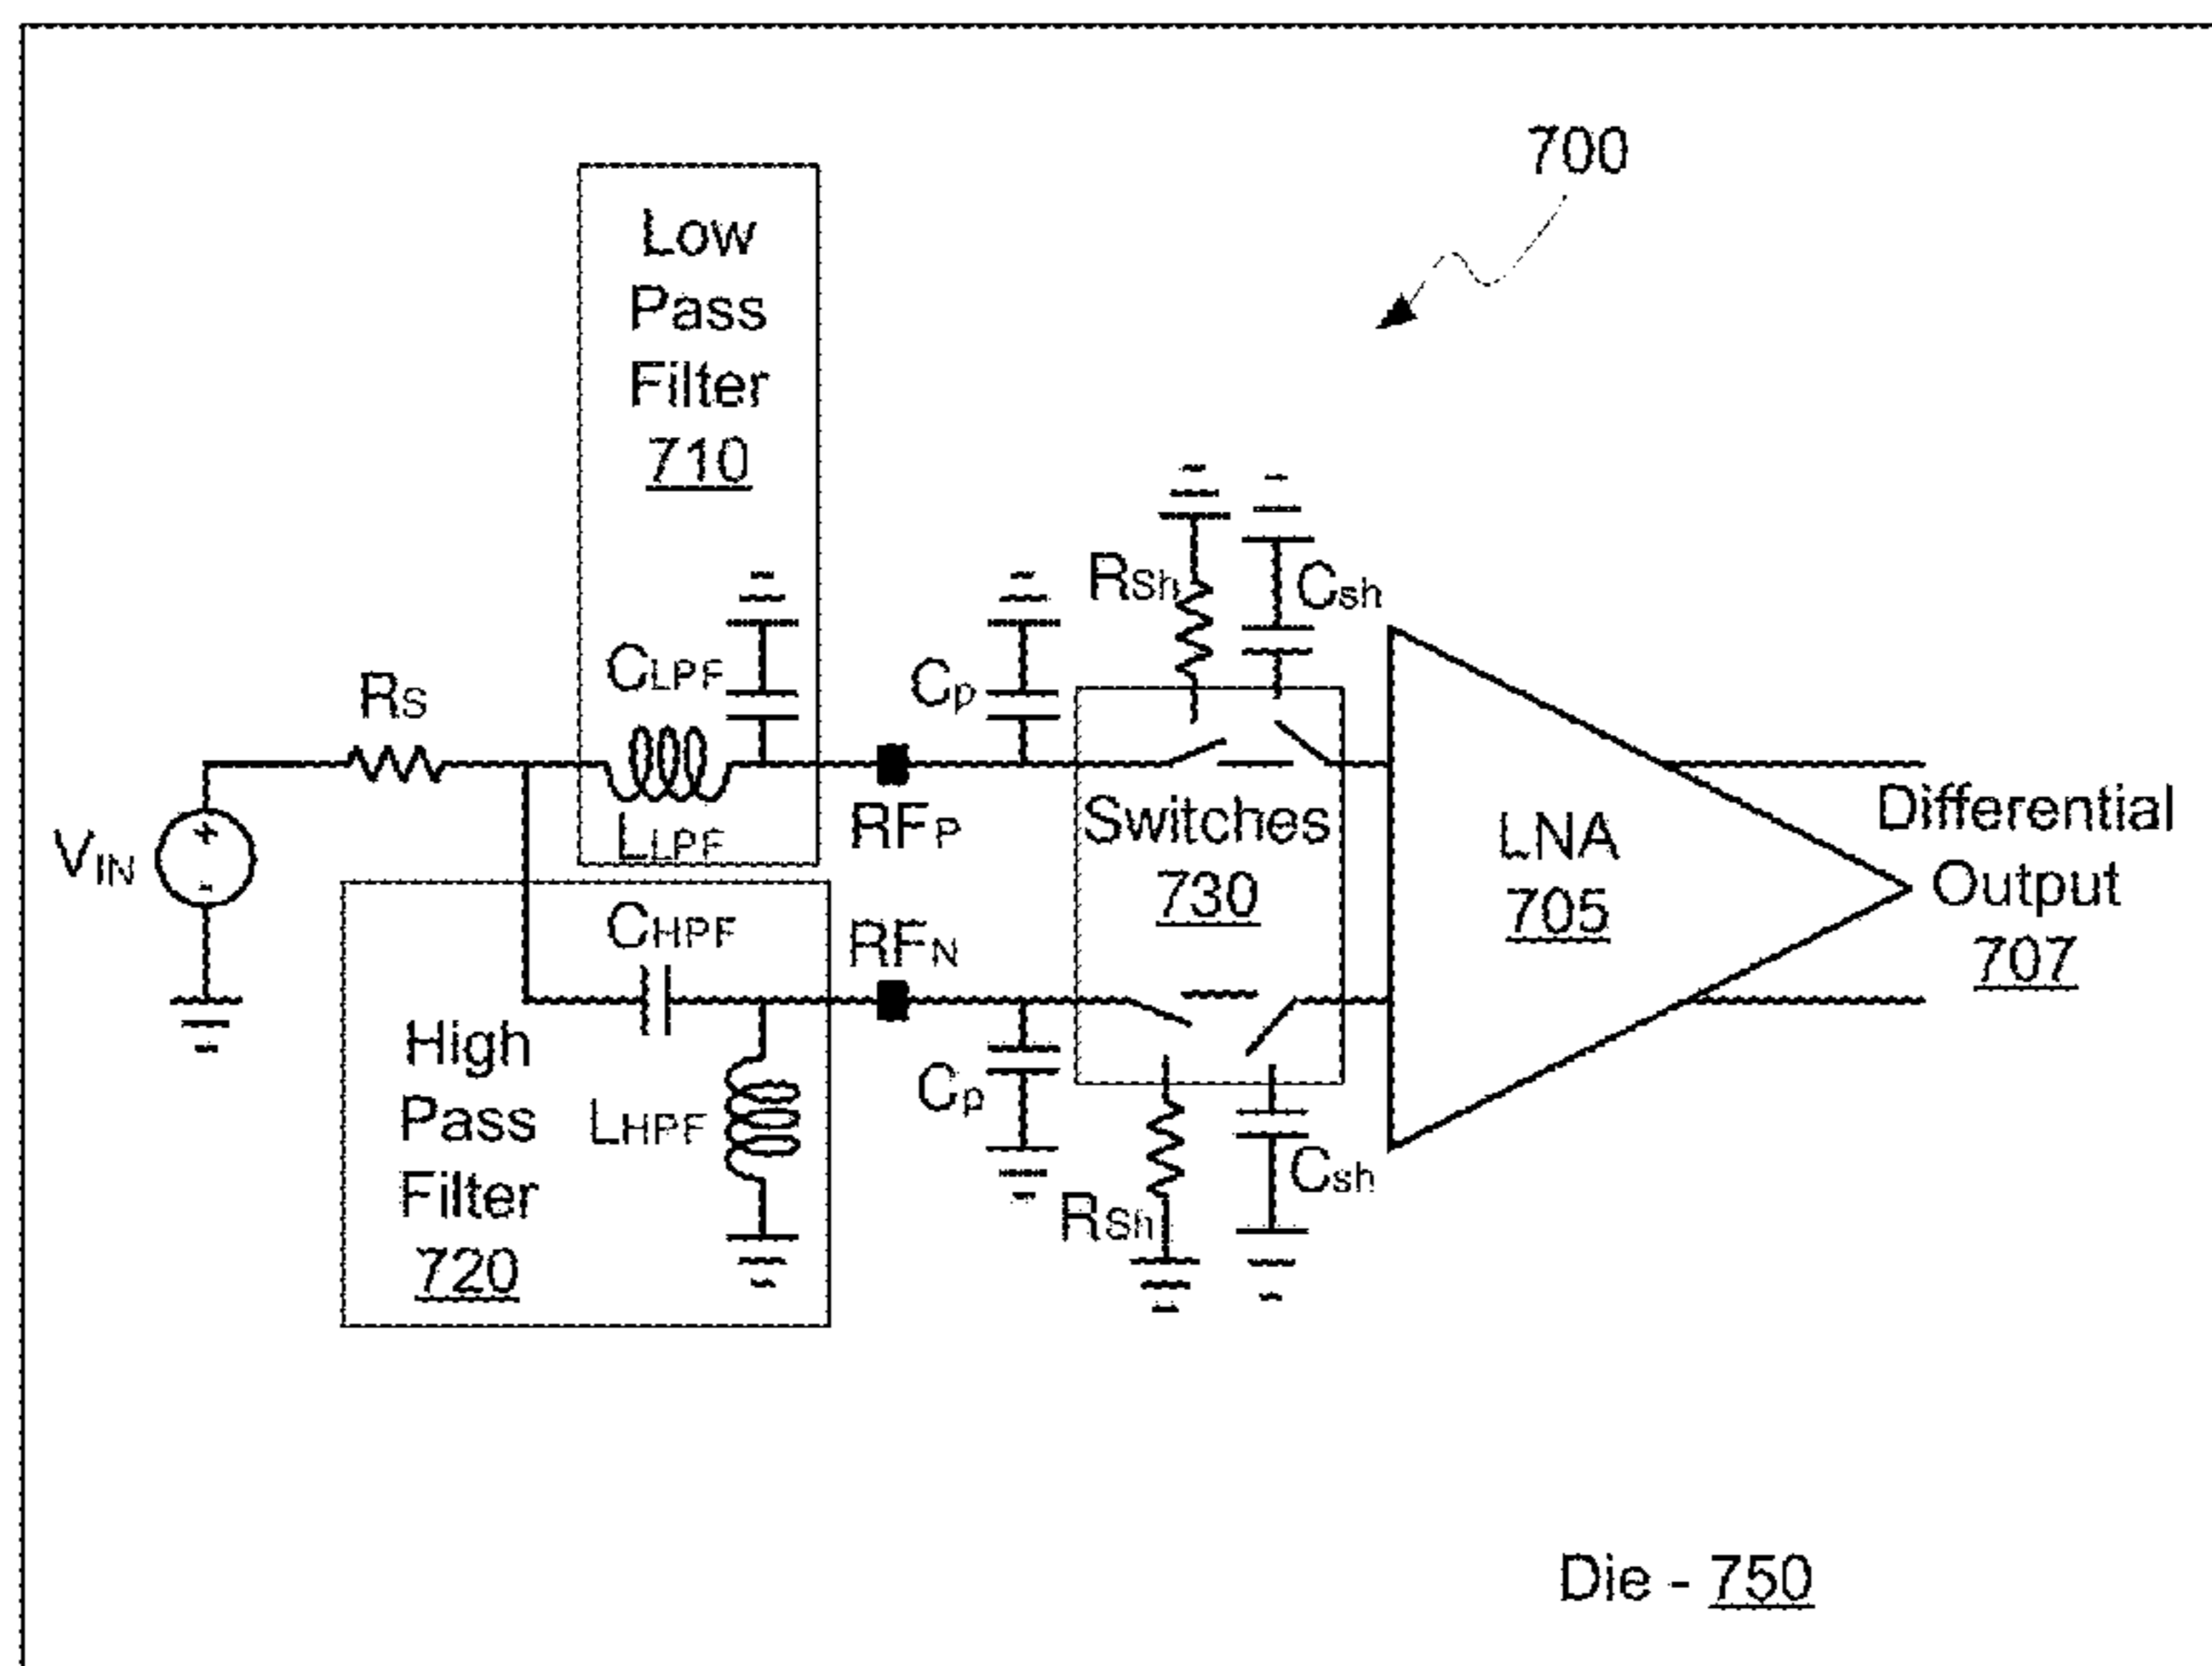 700
Low
Pass
Filter
710
RSh
Csh
CLPF
Cp
RS
LLPF
RFP
VIN
Switches
730
LNA
705
Differential
Output
707
CHPF
RFN
High
Pass
Filter
720
LHPF
Cp
RSh
Csh
Die - 750